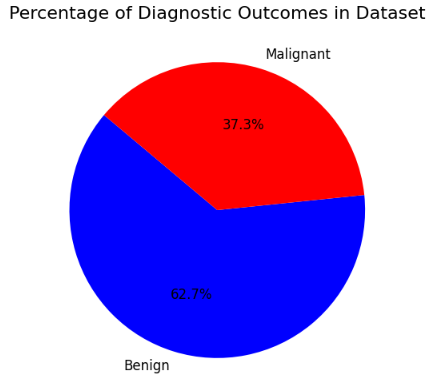 Percentage of Diagnostic Outcomes in Dataset
Malignant
37.3%
62.7%
Benign